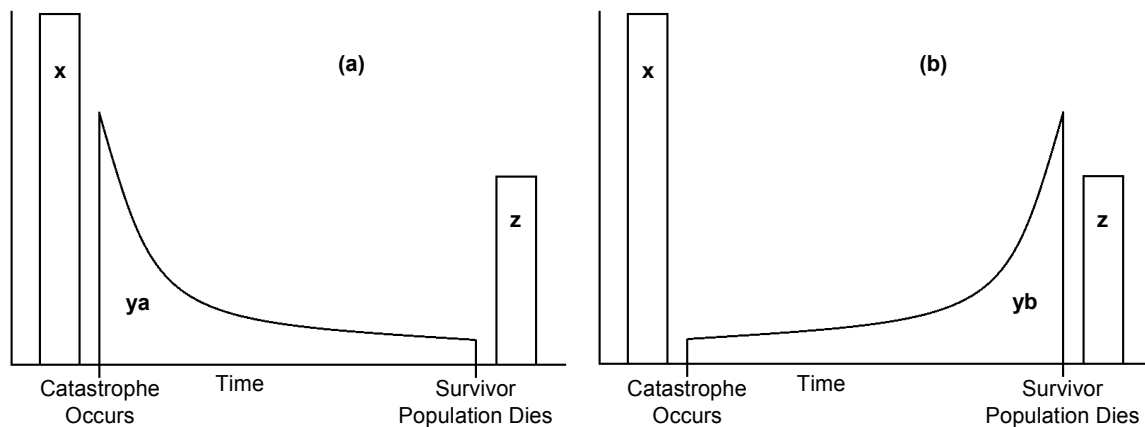 (a)
x
z
ya
Catastrophe
Occurs
Time
Survivor
Population Dies
(b)
x
z
yb
Catastrophe
Occurs
Time
Survivor
Population Dies